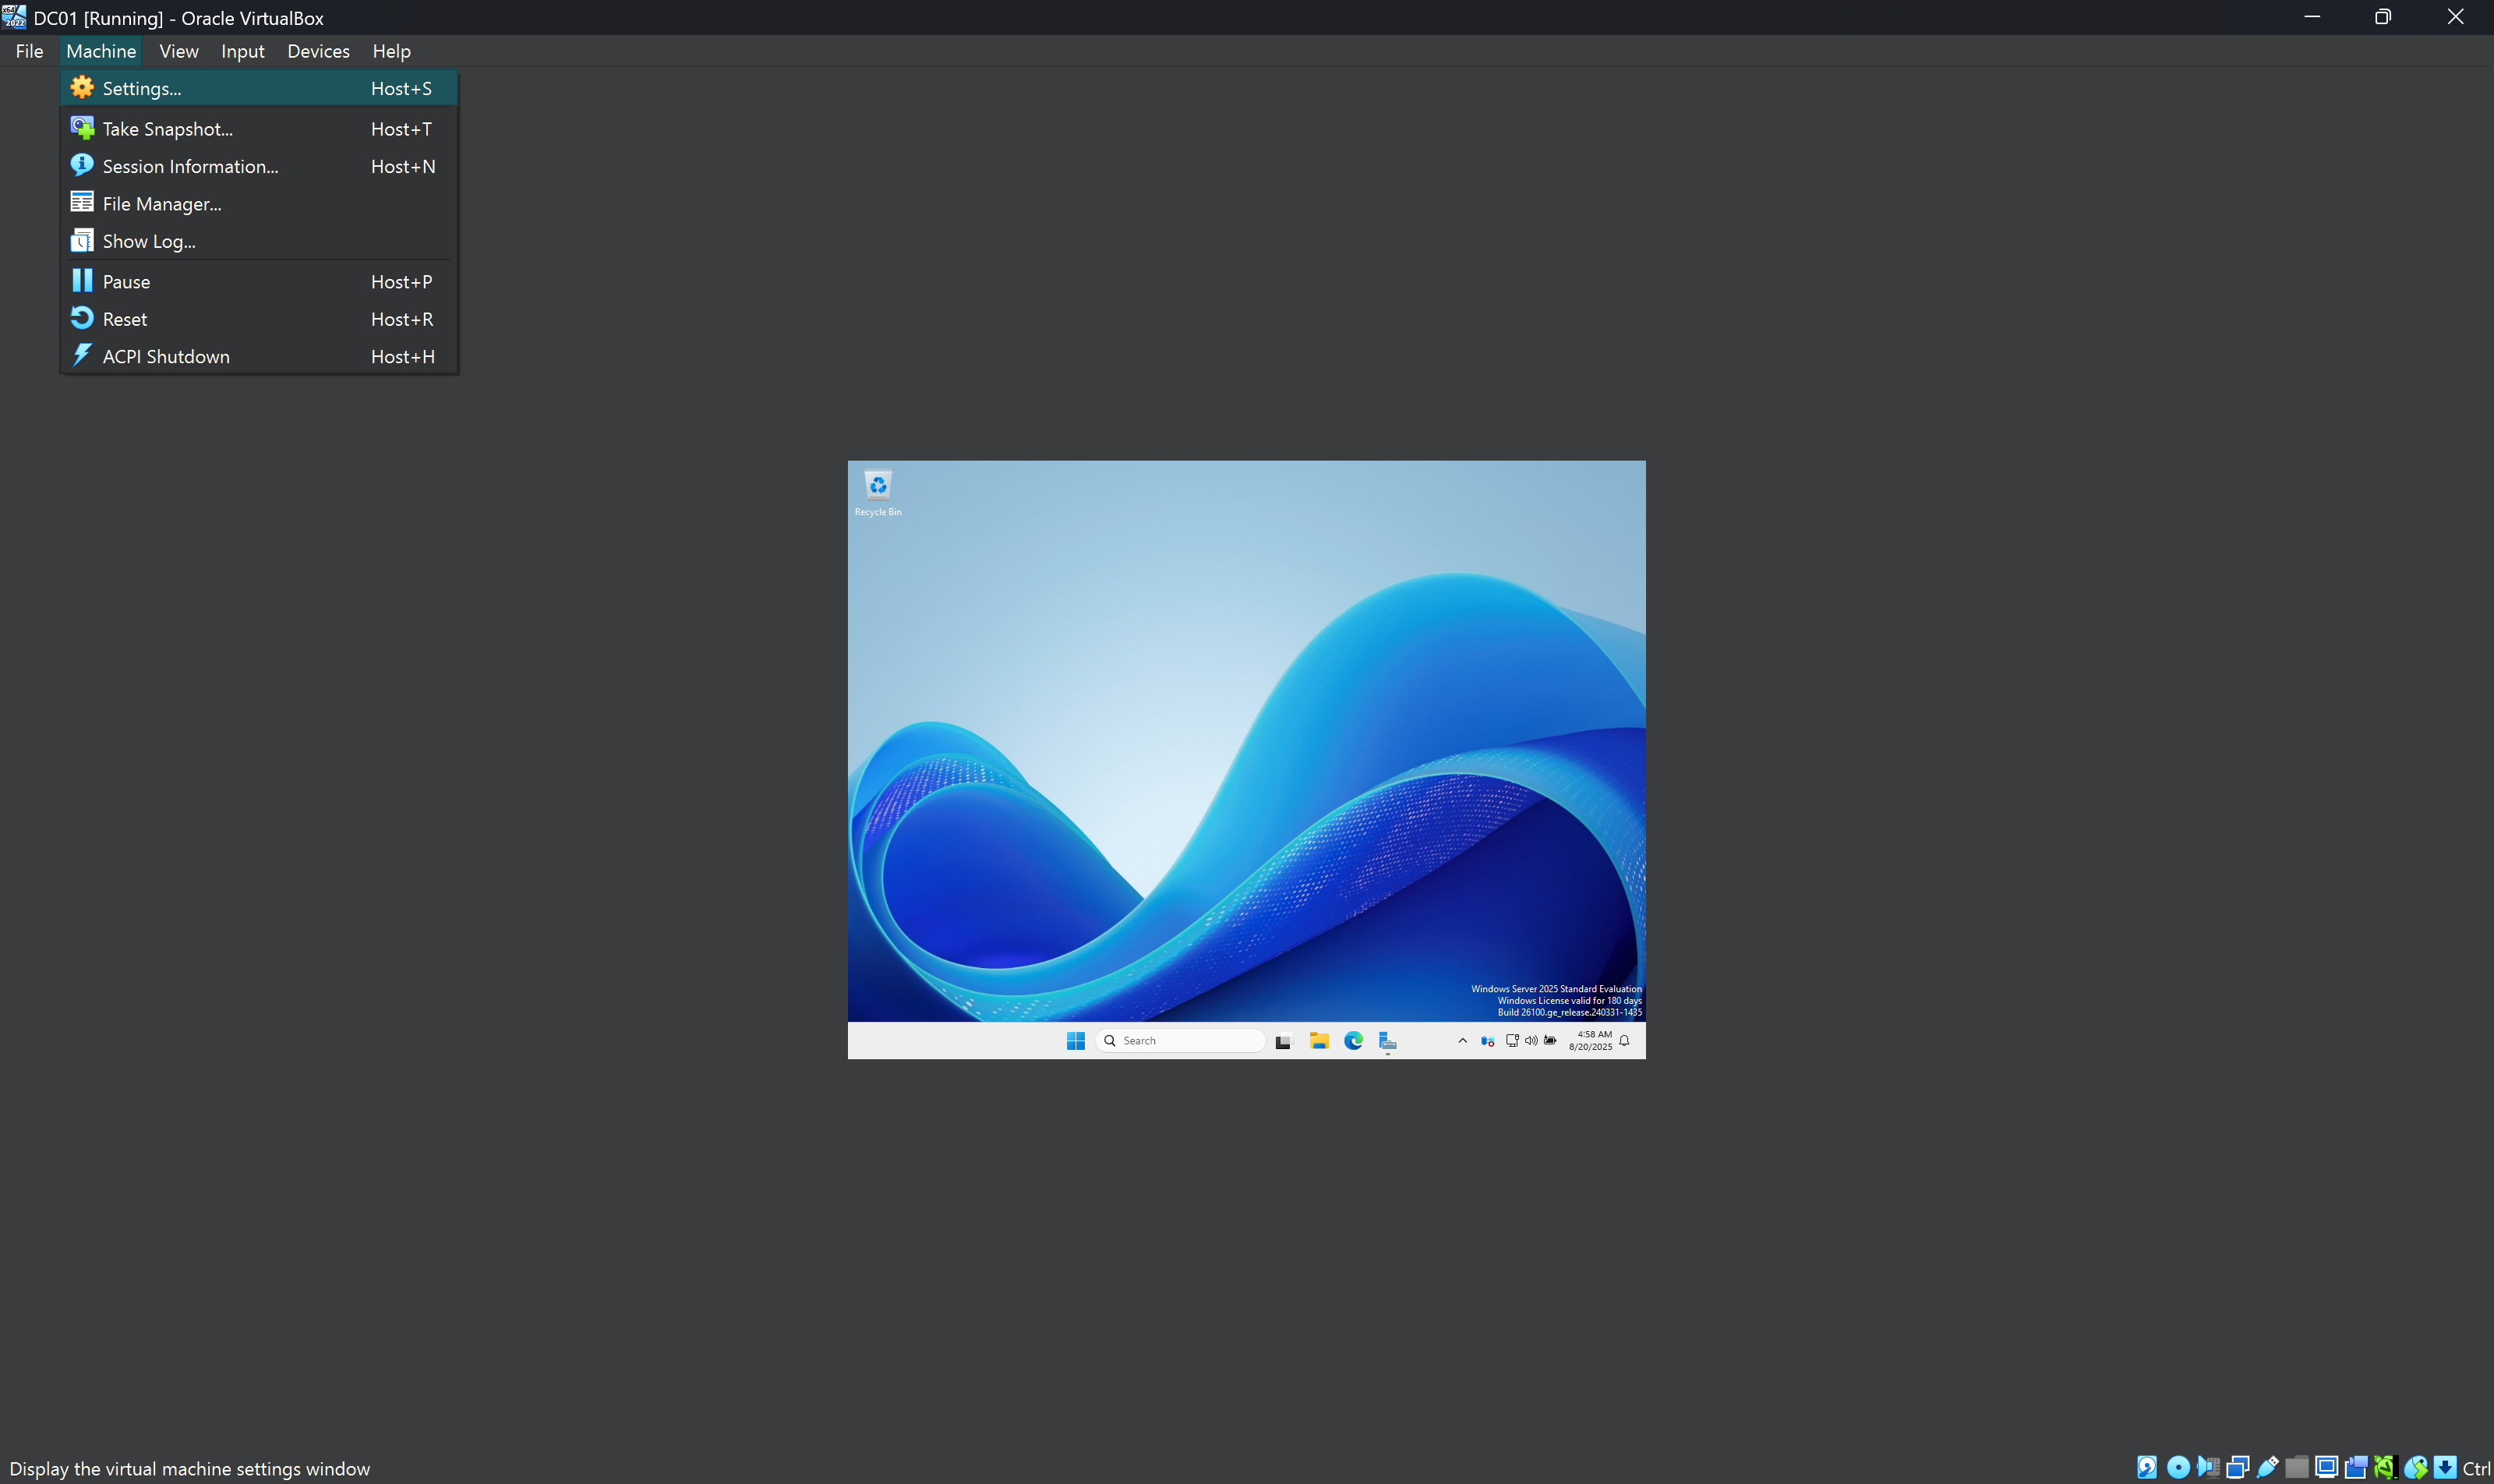 DC01 [Running] - Oracle VirtualBox
File Machine View Input Devices Help
Settings... Host+S
Take Snapshot... Host+T
Session Information... Host+N
File Manager...
Show Log...
Pause Host+P
Reset Host+R
ACPI Shutdown Host+H
Recycle Bin
Windows Server 2025 Standard Evaluation
Windows License valid for 180 days
Build 26100.ge_release.240331-1435
Search
4:58 AM
8/20/2025
Display the virtual machine settings window
Ctrl